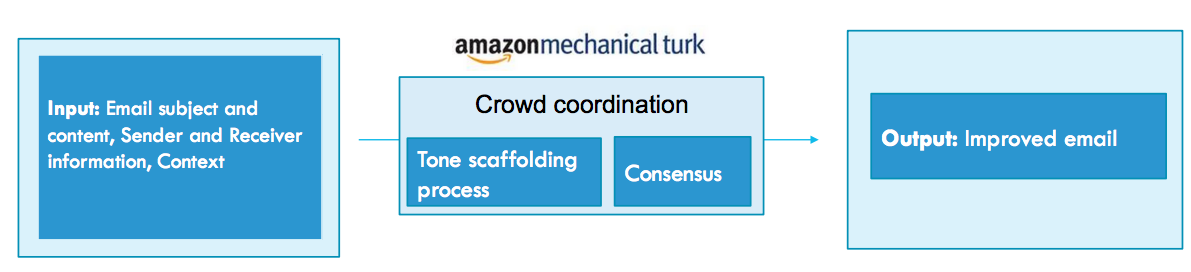 Input: Email subject and
content, Sender and Receiver
information, Context
amazonmechanical turk
Crowd coordination
Tone scaffolding
process
Consensus
Output: Improved email